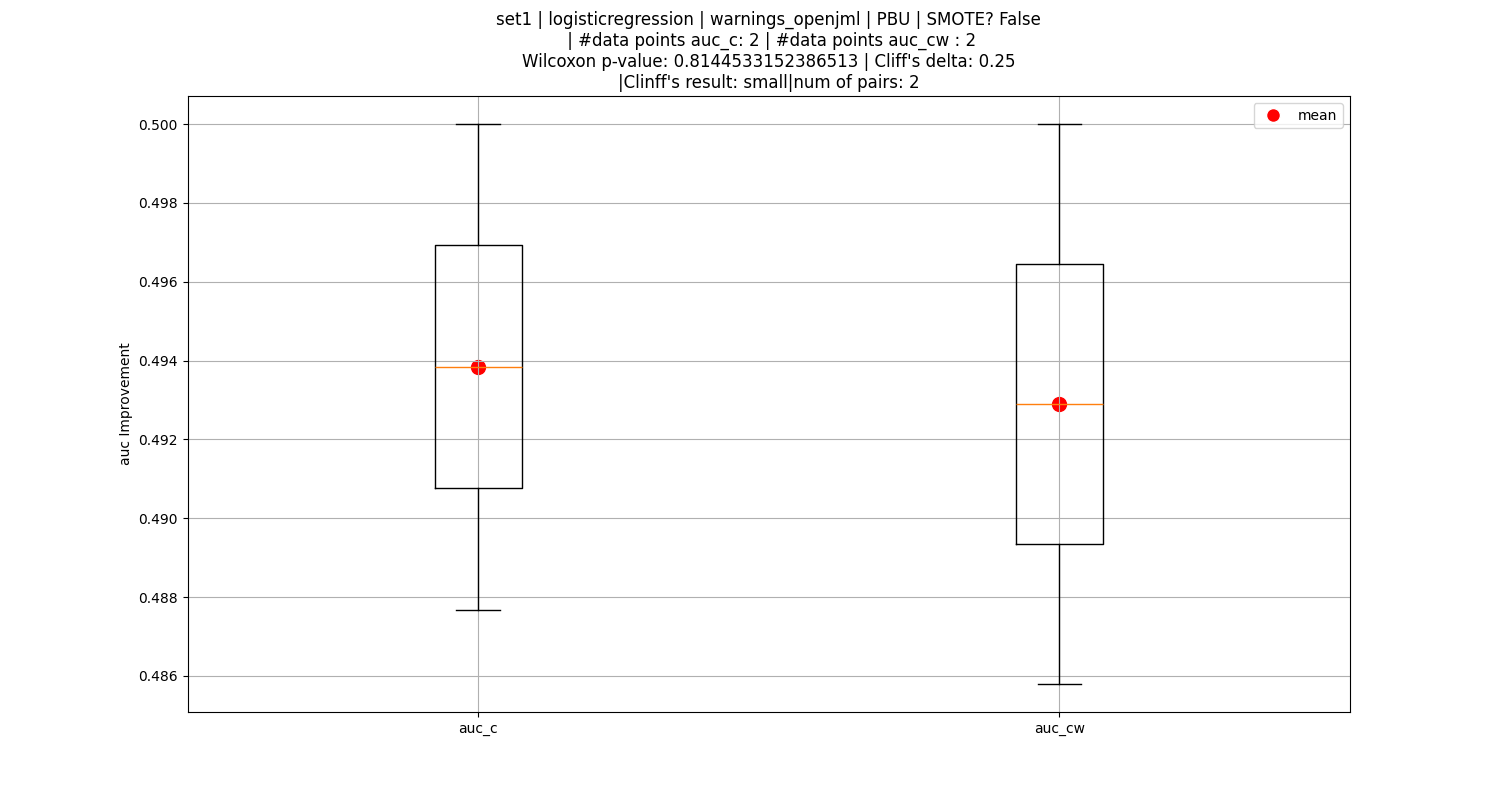 set1 | logisticregression | warnings_openjml | PBU | SMOTE? False
| #data points auc_c: 2 | #data points auc_cw : 2
Wilcoxon p-value: 0.8144533152386513 | Cliff's delta: 0.25
|Clinff's result: small|num of pairs: 2
mean
0.500
0.498
0.496
0.494
0.492
0.490
0.488
0.486
auc Improvement
auc_c
auc_cw